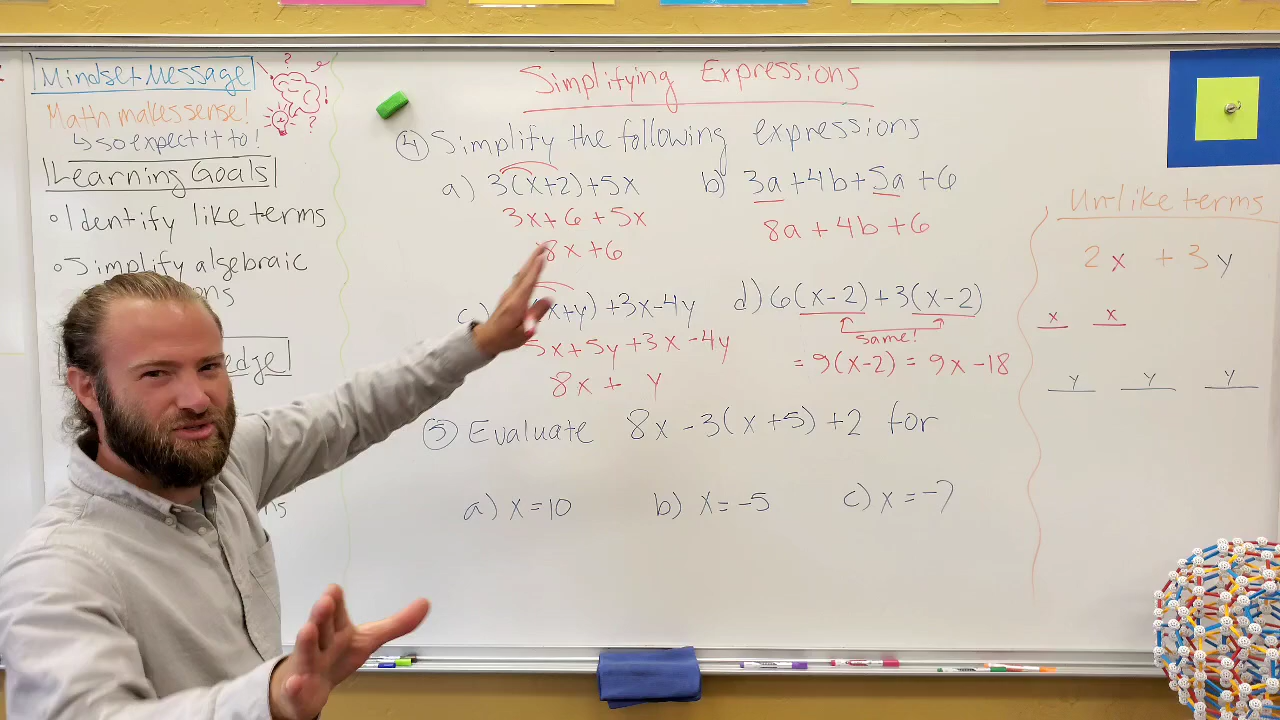 Mindset Message
Math makes sense!
↳ so expect it to!
Learning Goals
• Identify like terms
• Simplify algebraic
Simplifying Expressions
④ Simplify the following expressions
a) 3(x+2)+5x
3x+6+5x
8x+6
b) 3a+4b+5a+6
8a+4b+6
c) (x+y)+3x-4y
5x+5y+3x-4y
8x+y
d) 6(x-2)+3(x-2)
same!
=9(x-2)=9x-18
⑤ Evaluate 8x-3(x+5)+2 for
a) x=10 b) x=-5 c) x=-7
Unlike terms
2x+3y
x x
y y y